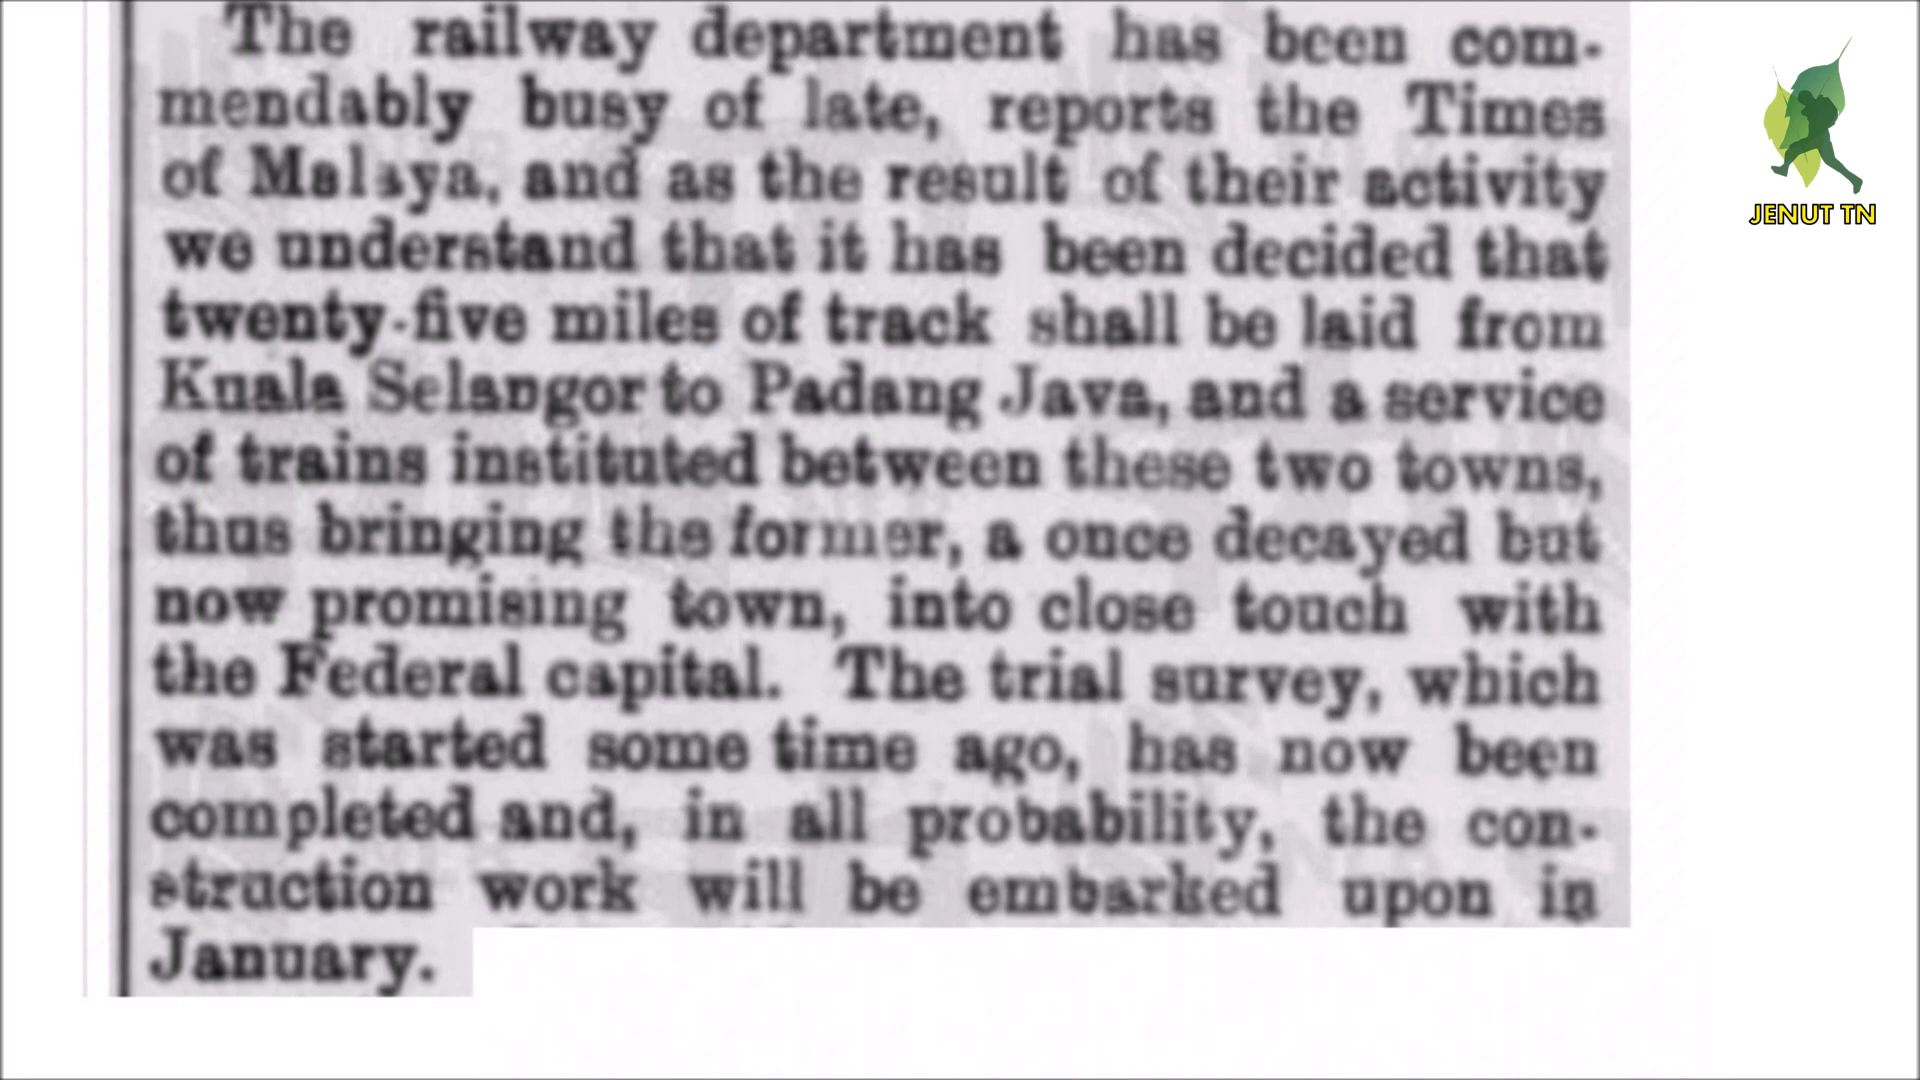 The railway department has been com-
mendably busy of late, reports the Times
of Malaya, and as the result of their activity
we understand that it has been decided that
twenty-five miles of track shall be laid from
Kuala Selangor to Padang Java, and a service
of trains instituted between these two towns,
thus bringing the former, a once decayed but
now promising town, into close touch with
the Federal capital. The trial survey, which
was started some time ago, has now been
completed and, in all probability, the con-
struction work will be embarked upon in
January.
JENUT TN